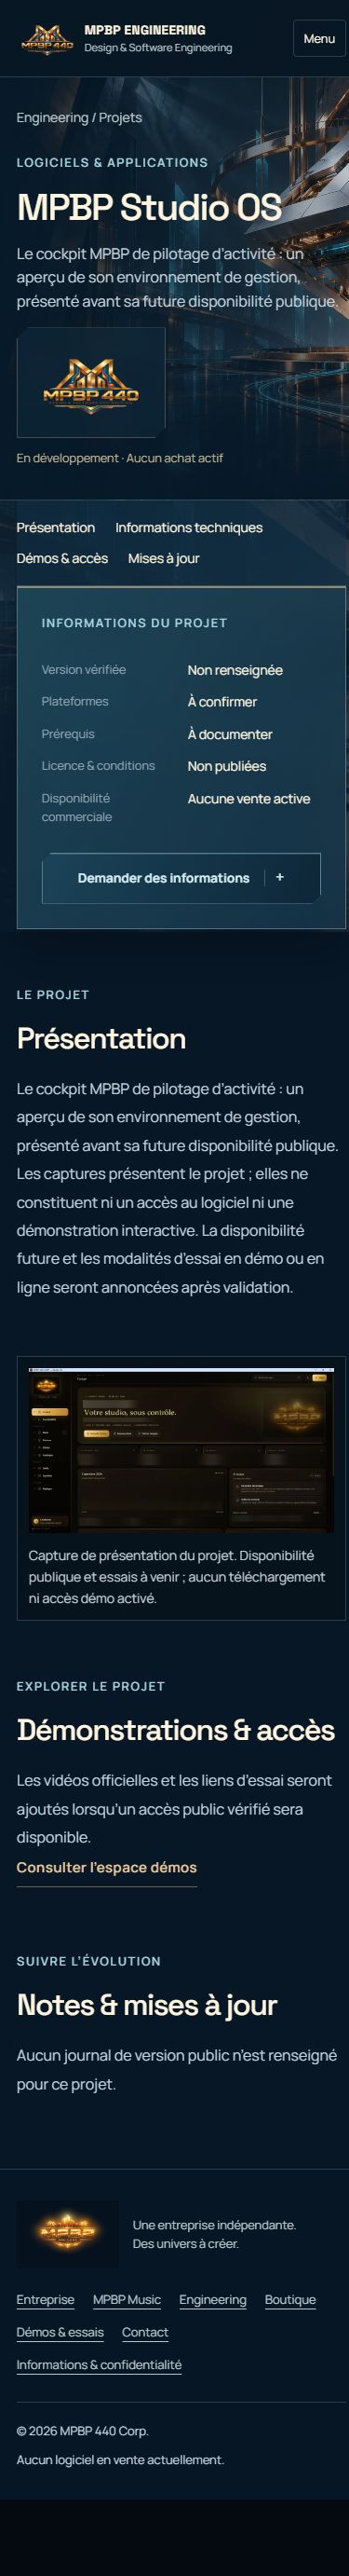 MPBP 440
MPBP ENGINEERING
Design & Software Engineering
Menu
Engineering / Projets
LOGICIELS & APPLICATIONS
MPBP Studio OS
Le cockpit MPBP de pilotage d'activité : un
aperçu de son environnement de gestion,
présenté avant sa future disponibilité publique.
MPBP 440
En développement · Aucun achat actif
Présentation
Informations techniques
Démos & accès
Mises à jour
INFORMATIONS DU PROJET
Version vérifiée
Non renseignée
Plateformes
À confirmer
Prérequis
À documenter
Licence & conditions
Non publiées
Disponibilité
commerciale
Aucune vente active
Demander des informations +
LE PROJET
Présentation
Le cockpit MPBP de pilotage d'activité : un
aperçu de son environnement de gestion,
présenté avant sa future disponibilité publique.
Les captures présentent le projet ; elles ne
constituent ni un accès au logiciel ni une
démonstration interactive. La disponibilité
future et les modalités d'essai en démo ou en
ligne seront annoncées après validation.
Votre studio, sous contrôle.
Capture de présentation du projet. Disponibilité
publique et essais à venir ; aucun téléchargement
ni accès démo activé.
EXPLORER LE PROJET
Démonstrations & accès
Les vidéos officielles et les liens d'essai seront
ajoutés lorsqu'un accès public vérifié sera
disponible.
Consulter l'espace démos
SUIVRE L'ÉVOLUTION
Notes & mises à jour
Aucun journal de version public n'est renseigné
pour ce projet.
MPBP
Une entreprise indépendante.
Des univers à créer.
Entreprise
MPBP Music
Engineering
Boutique
Démos & essais
Contact
Informations & confidentialité
© 2026 MPBP 440 Corp.
Aucun logiciel en vente actuellement.